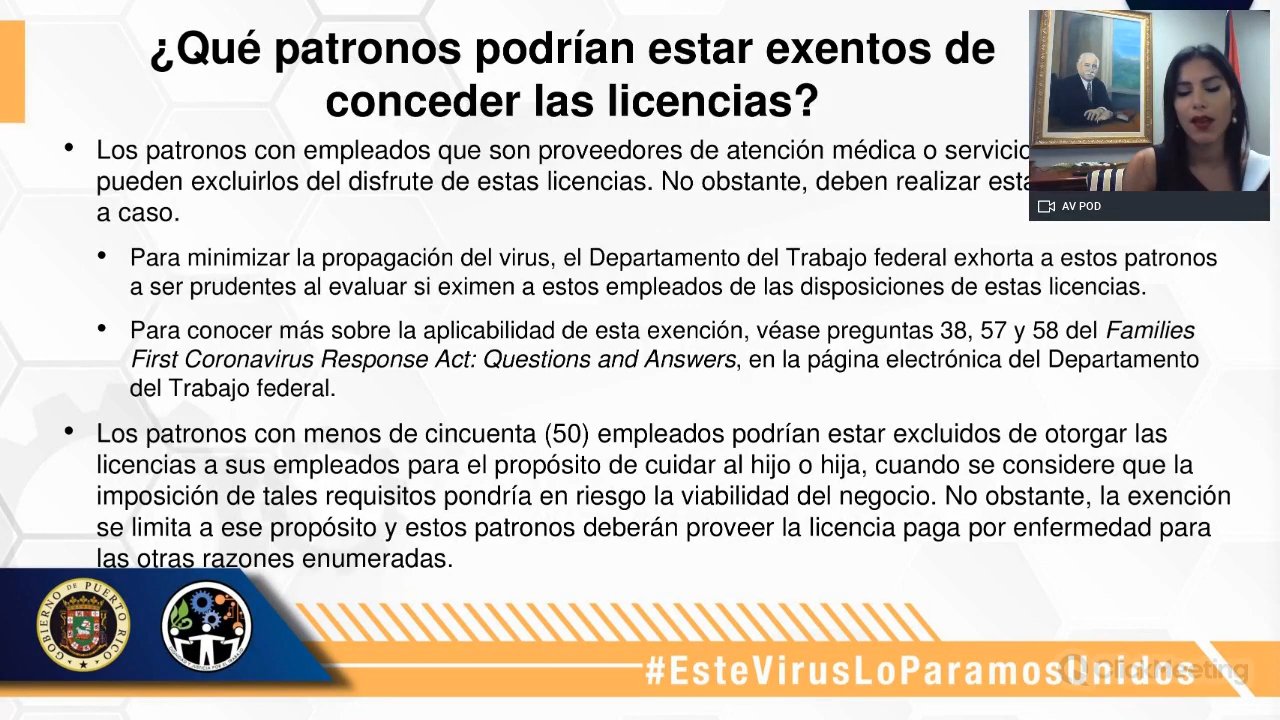 ¿Qué patronos podrían estar exentos de
conceder las licencias?
• Los patronos con empleados que son proveedores de atención médica o servicio
pueden excluirlos del disfrute de estas licencias. No obstante, deben realizar esta
a caso.
• Para minimizar la propagación del virus, el Departamento del Trabajo federal exhorta a estos patronos
a ser prudentes al evaluar si eximen a estos empleados de las disposiciones de estas licencias.
• Para conocer más sobre la aplicabilidad de esta exención, véase preguntas 38, 57 y 58 del Families
First Coronavirus Response Act: Questions and Answers, en la página electrónica del Departamento
del Trabajo federal.
• Los patronos con menos de cincuenta (50) empleados podrían estar excluidos de otorgar las
licencias a sus empleados para el propósito de cuidar al hijo o hija, cuando se considere que la
imposición de tales requisitos pondría en riesgo la viabilidad del negocio. No obstante, la exención
se limita a ese propósito y estos patronos deberán proveer la licencia paga por enfermedad para
las otras razones enumeradas.
AV POD
GOBIERNO DE PUERTO RICO
#EsteVirusLoParamosUnidos
ClickMeeting